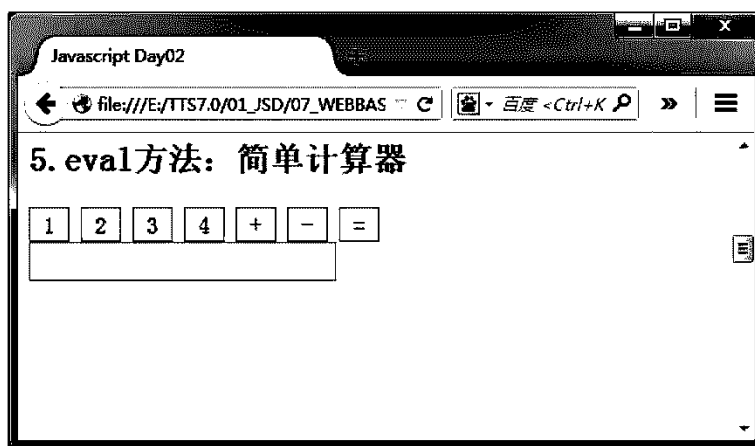 Javascript Day02
file:///E:/TTS7.0/01_JSD/07_WEBBAS
百度 <Ctrl+K
5.eval方法：简单计算器
1 2 3 4 + - =